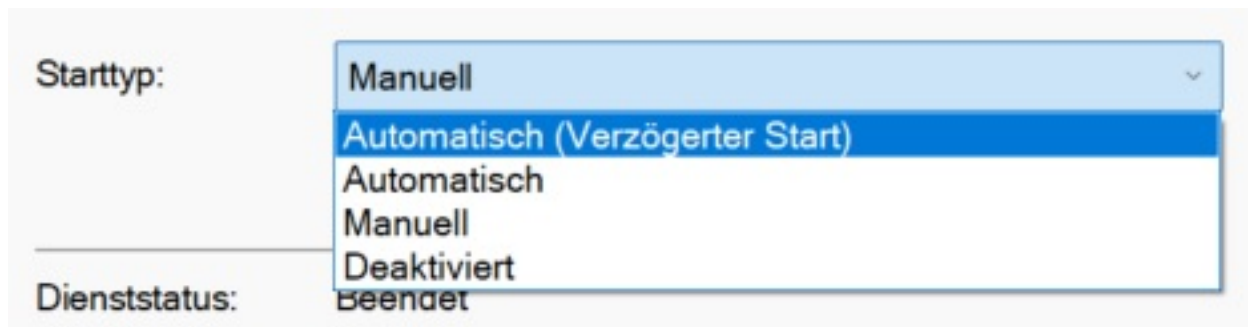 Starttyp: Manuell
Automatisch (Verzögerter Start)
Automatisch
Manuell
Deaktiviert
Dienststatus: Beendet